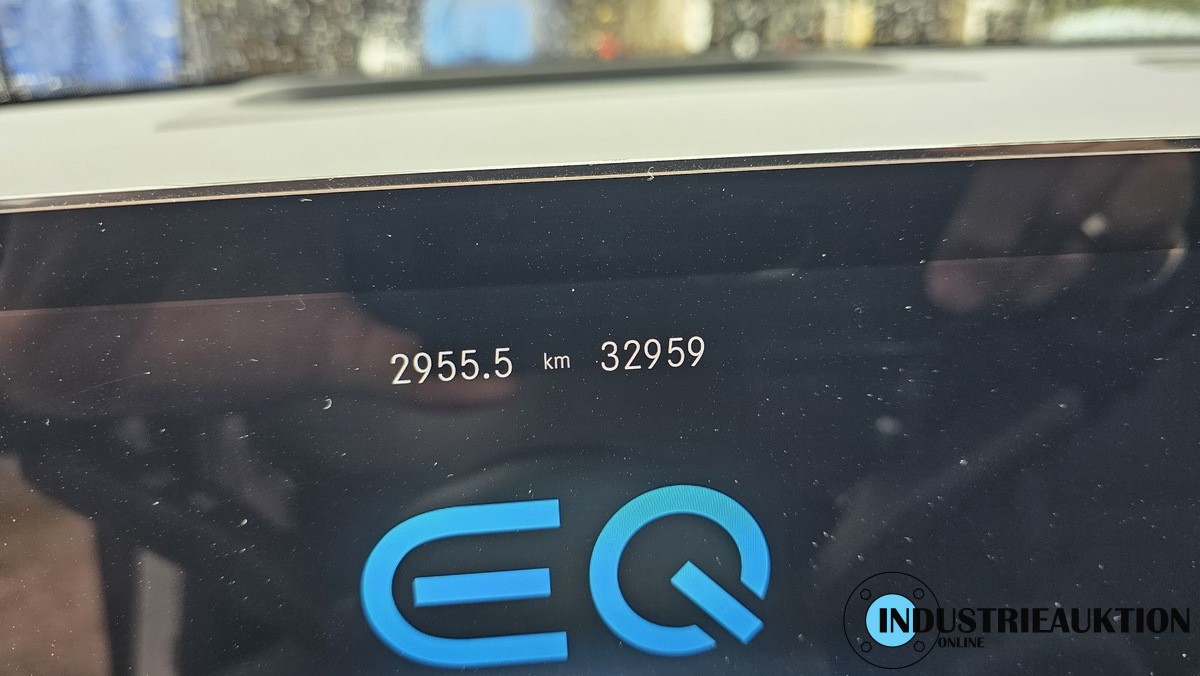 2955.5 km 32959
EQ
INDUSTRIEAUKTION
ONLINE